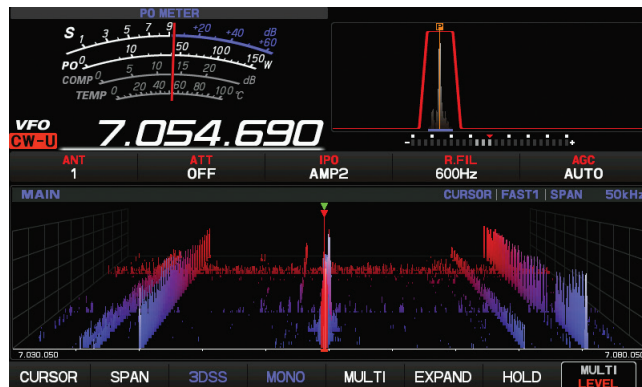 PO METER
S 1 3 5 7 9 +20 +40 dB +60
PO 0 10 50 100 150 W
COMP 0 5 10 15 20 dB
TEMP 0 20 40 60 80 100 °C
P
VFO
CW-U 7.054.690
- +
ANT ATT IPO R.FIL AGC
1 OFF AMP2 600Hz AUTO
MAIN CURSOR | FAST1 | SPAN 50kHz
7.030.050 7.080.050
CURSOR SPAN 3DSS MONO MULTI EXPAND HOLD MULTI
LEVEL